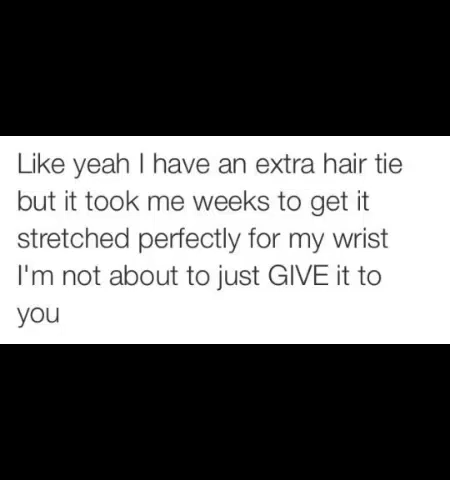 Like yeah I have an extra hair tie
but it took me weeks to get it
stretched perfectly for my wrist
I'm not about to just GIVE it to
you